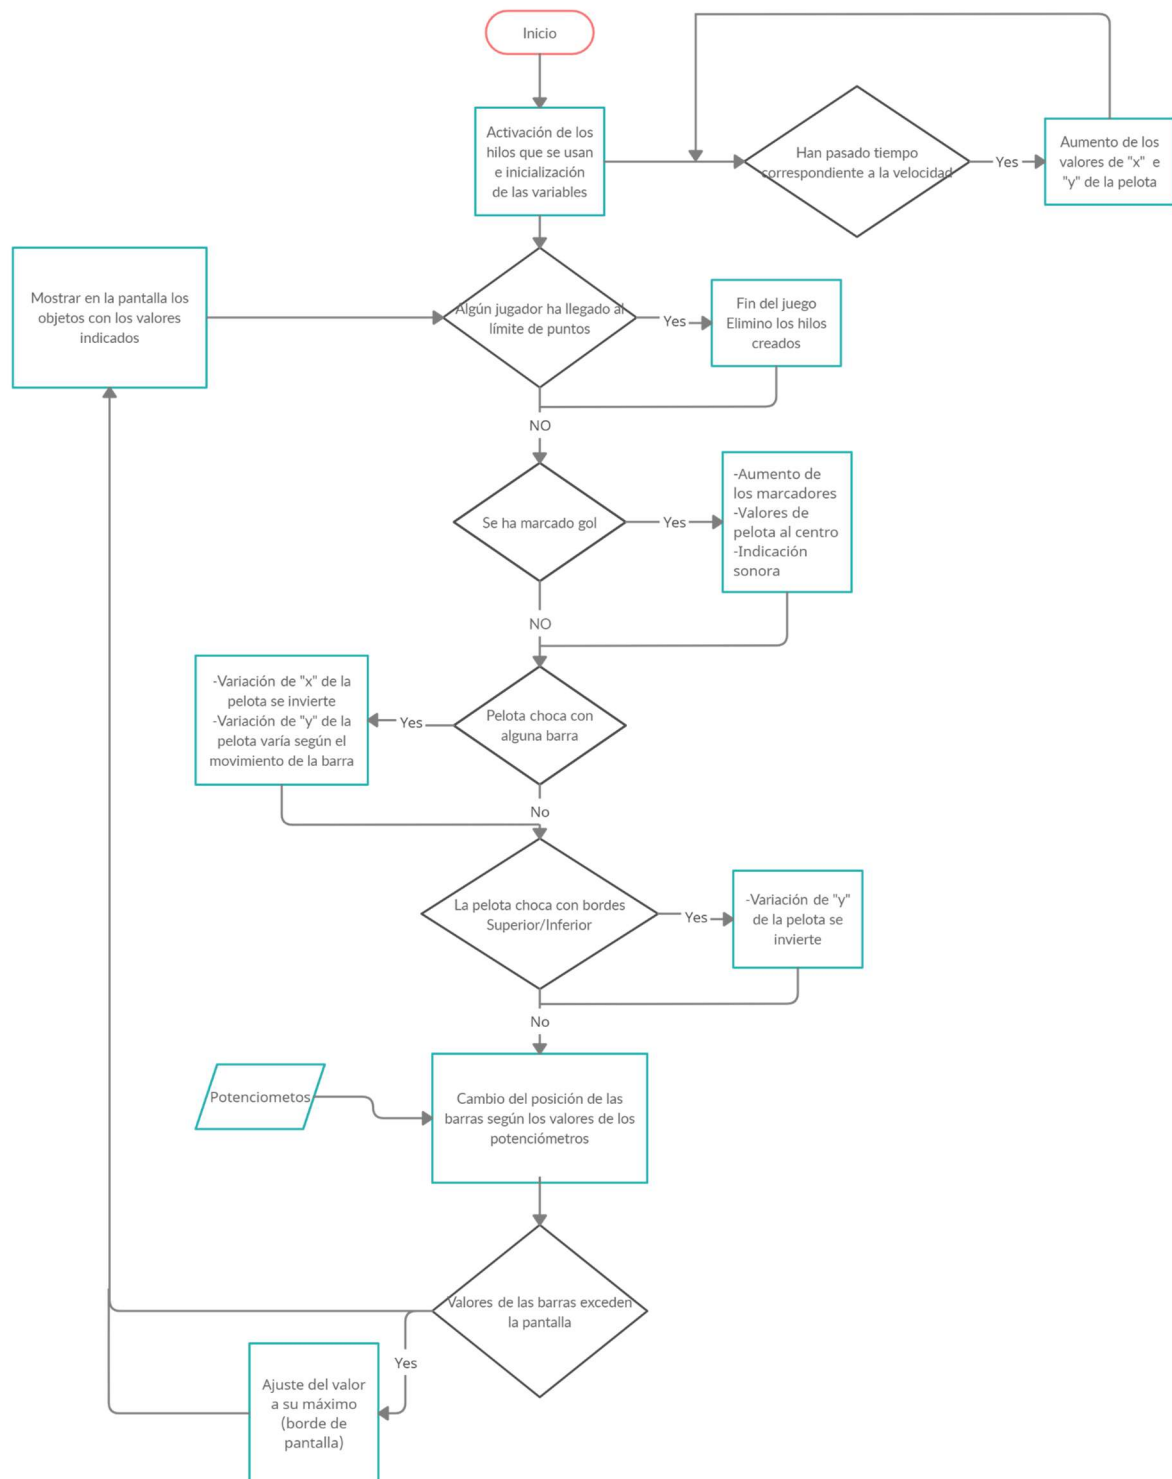 Inicio
Activación de los
hilos que se usan
e inicialización
de las variables
Han pasado tiempo
correspondiente a la velocidad
Yes
Aumento de los
valores de "x" e
"y" de la pelota
Mostrar en la pantalla los
objetos con los valores
indicados
Algún jugador ha llegado al
límite de puntos
Yes
Fin del juego
Elimino los hilos
creados
NO
Se ha marcado gol
Yes
-Aumento de
los marcadores
-Valores de
pelota al centro
-Indicación
sonora
NO
-Variación de "x" de la
pelota se invierte
-Variación de "y" de la
pelota varía según el
movimiento de la barra
Yes
Pelota choca con
alguna barra
No
La pelota choca con bordes
Superior/Inferior
Yes
-Variación de "y"
de la pelota se
invierte
No
Potenciometos
Cambio del posición de las
barras según los valores de los
potenciómetros
Valores de las barras exceden
la pantalla
Yes
Ajuste del valor
a su máximo
(borde de
pantalla)